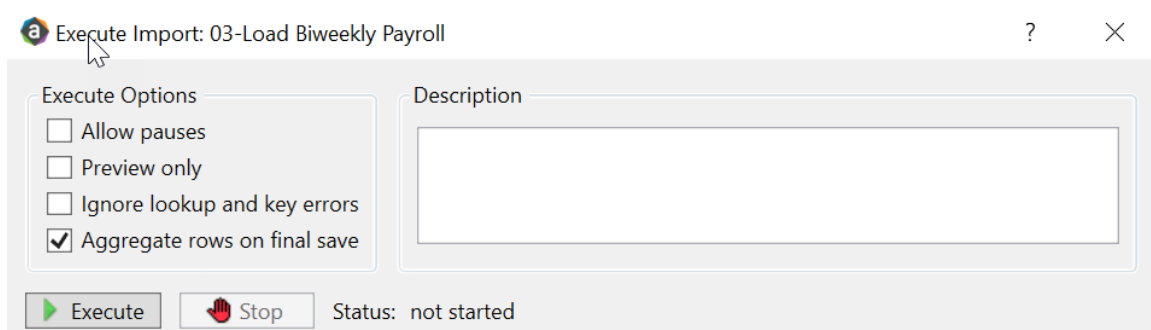 Execute Import: 03-Load Biweekly Payroll
Execute Options
Allow pauses
Preview only
Ignore lookup and key errors
Aggregate rows on final save
Description
Execute
Stop
Status: not started